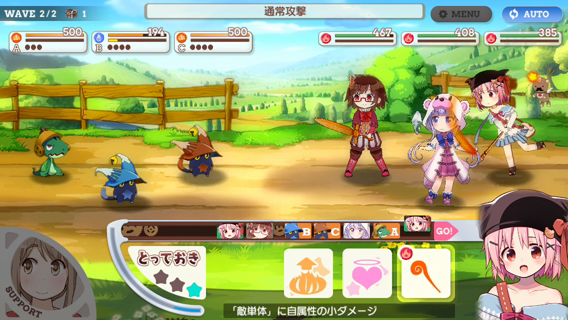 WAVE 2/2 1
通常攻撃
MENU
AUTO
500
A
174
B
500
C
467
408
385
B
C
A
GO!
とっておき
SUPPORT
「敵単体」に自属性の小ダメージ